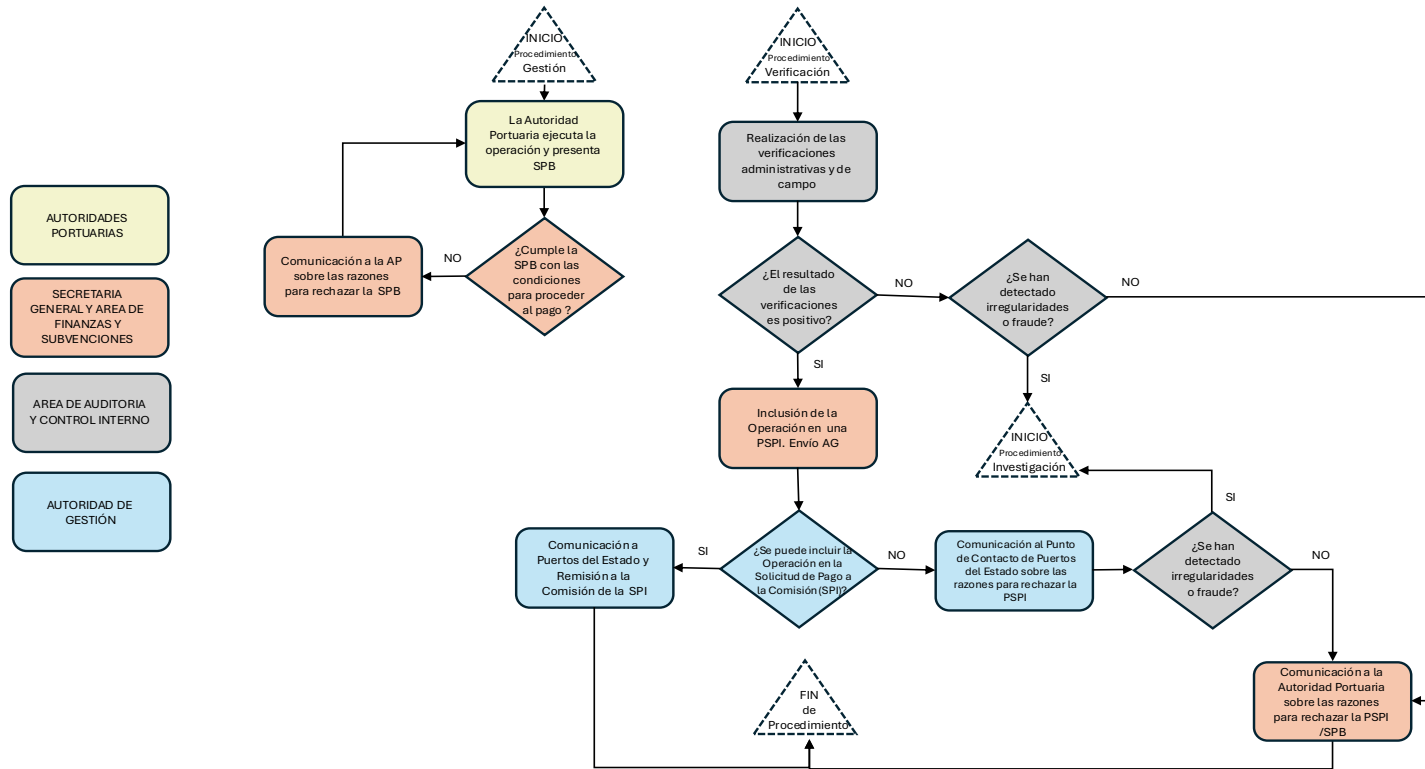 INICIO
Procedimiento
Gestión
INICIO
Procedimiento
Verificación
La Autoridad
Portuaria ejecuta la
operación y presenta
SPB
Realización de las
verificaciones
administrativas y de
campo
AUTORIDADES
PORTUARIAS
Comunicación a la AP
sobre las razones
para rechazar la SPB
NO
¿Cumple la
SPB con las
condiciones
para proceder
al pago ?
¿El resultado
de las
verificaciones
es positivo?
NO
¿Se han
detectado
irregularidades
o fraude?
NO
SECRETARIA
GENERAL Y AREA DE
FINANZAS Y
SUBVENCIONES
SI
SI
AREA DE AUDITORIA
Y CONTROL INTERNO
Inclusión de la
Operación en una
PSPI. Envío AG
INICIO
Procedimiento
Investigación
AUTORIDAD DE
GESTIÓN
SI
Comunicación a
Puertos del Estado y
Remisión a la
Comisión de la SPI
SI
¿Se puede incluir la
Operación en la
Solicitud de Pago a
la Comisión (SPI)?
NO
Comunicación al Punto
de Contacto de Puertos
del Estado sobre las
razones para rechazar la
PSPI
¿Se han
detectado
irregularidades
o fraude?
NO
FIN
de
Procedimiento
Comunicación a la
Autoridad Portuaria
sobre las razones
para rechazar la PSPI
/SPB